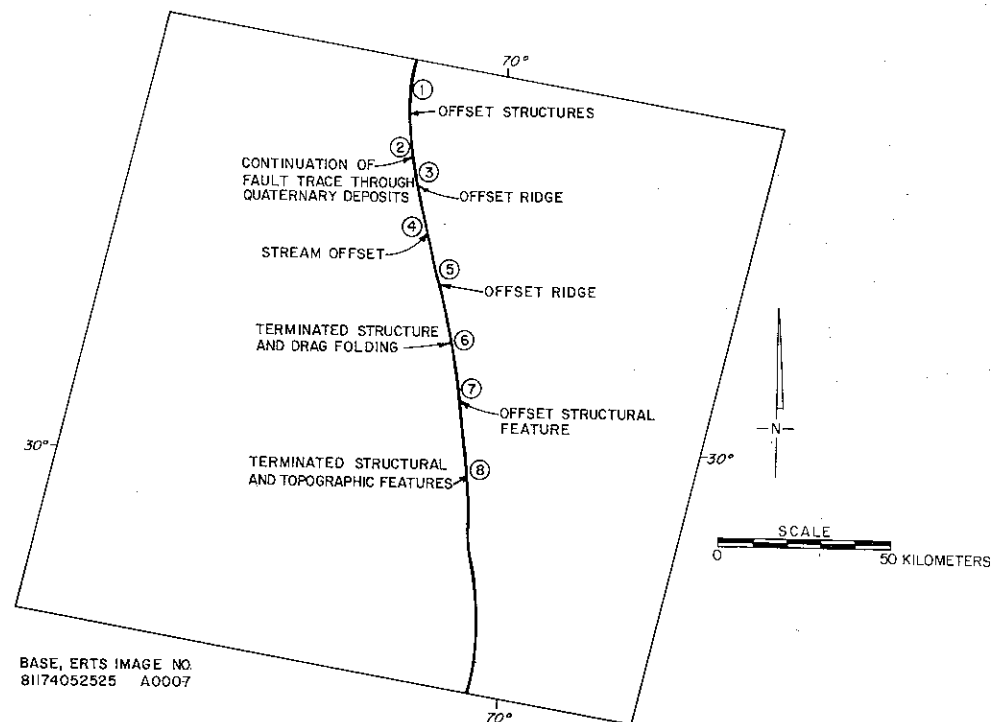 70°
①
OFFSET STRUCTURES
②
CONTINUATION OF
FAULT TRACE THROUGH
QUATERNARY DEPOSITS
③
OFFSET RIDGE
④
STREAM OFFSET
⑤
OFFSET RIDGE
TERMINATED STRUCTURE
AND DRAG FOLDING
⑥
⑦
OFFSET STRUCTURAL
FEATURE
30°
TERMINATED STRUCTURAL
AND TOPOGRAPHIC FEATURES
⑧
30°
—N—
SCALE
0 50 KILOMETERS
BASE, ERTS IMAGE NO.
81174052525 A0007
70°